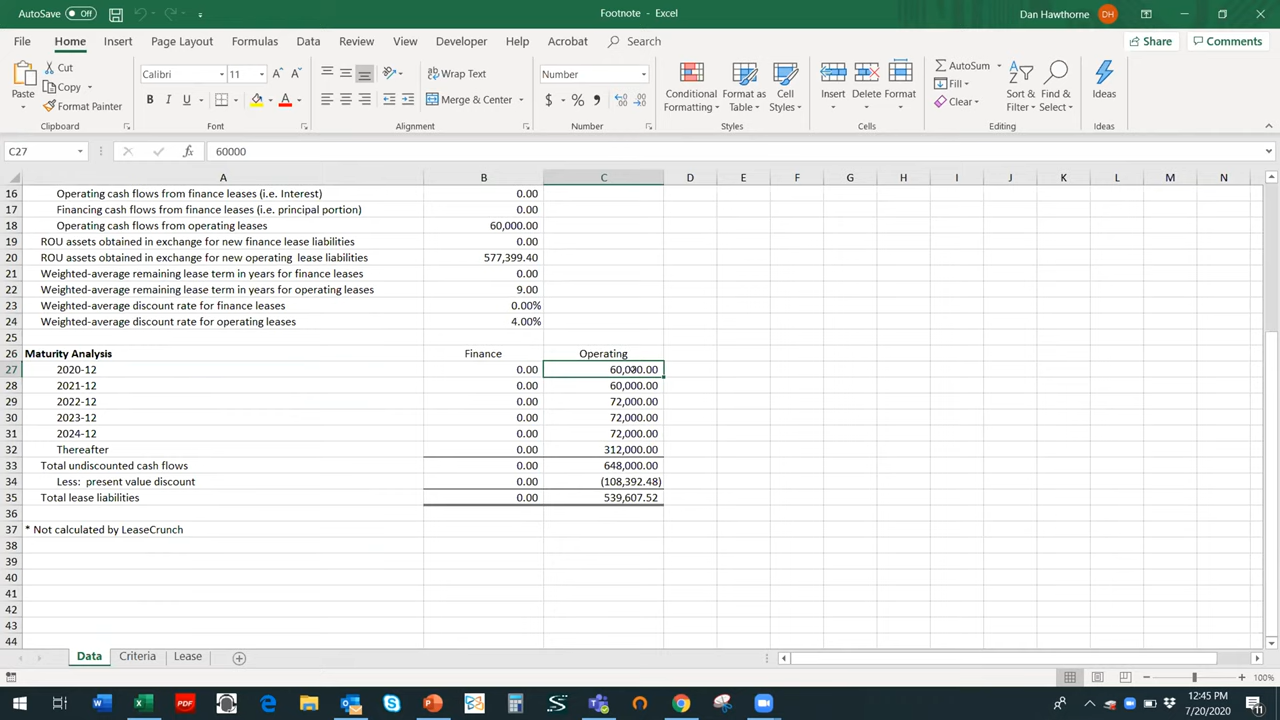 AutoSave Off
Footnote - Excel
Dan Hawthorne DH
File Home Insert Page Layout Formulas Data Review View Developer Help Acrobat Search Share Comments
Paste Cut Copy Format Painter
Calibri 11
B I U
Wrap Text
Merge & Center
Number
$ % ,
Conditional Formatting
Format as Table
Cell Styles
Insert Delete Format
AutoSum
Fill
Clear
Sort & Filter
Find & Select
Ideas
Clipboard Font Alignment Number Styles Cells Editing Ideas
C27 fx 60000
A B C D E F G H I J K L M N
16 Operating cash flows from finance leases (i.e. Interest) 0.00
17 Financing cash flows from finance leases (i.e. principal portion) 0.00
18 Operating cash flows from operating leases 60,000.00
19 ROU assets obtained in exchange for new finance lease liabilities 0.00
20 ROU assets obtained in exchange for new operating lease liabilities 577,399.40
21 Weighted-average remaining lease term in years for finance leases 0.00
22 Weighted-average remaining lease term in years for operating leases 9.00
23 Weighted-average discount rate for finance leases 0.00%
24 Weighted-average discount rate for operating leases 4.00%
25
26 Maturity Analysis Finance Operating
27 2020-12 0.00 60,000.00
28 2021-12 0.00 60,000.00
29 2022-12 0.00 72,000.00
30 2023-12 0.00 72,000.00
31 2024-12 0.00 72,000.00
32 Thereafter 0.00 312,000.00
33 Total undiscounted cash flows 0.00 648,000.00
34 Less: present value discount 0.00 (108,392.48)
35 Total lease liabilities 0.00 539,607.52
36
37 * Not calculated by LeaseCrunch
38
39
40
41
42
43
44
Data Criteria Lease
100%
12:45 PM
7/20/2020